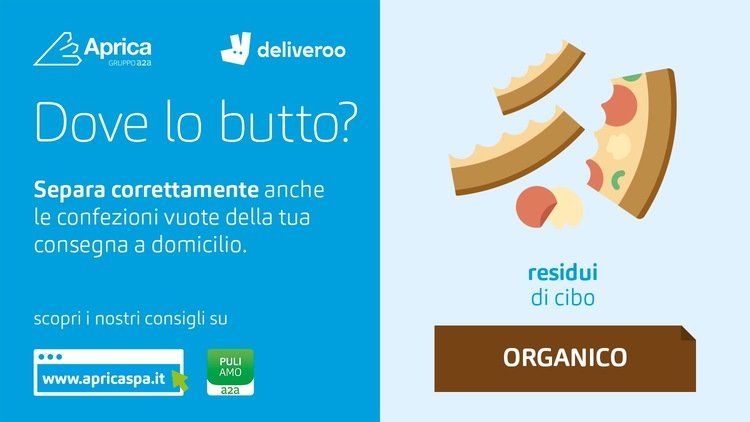 Aprica
GRUPPO a2a
deliveroo
Dove lo butto?
Separa correttamente anche
le confezioni vuote della tua
consegna a domicilio.
scopri i nostri consigli su
www.apricaspa.it
PULI
AMO
a2a
residui
di cibo
ORGANICO